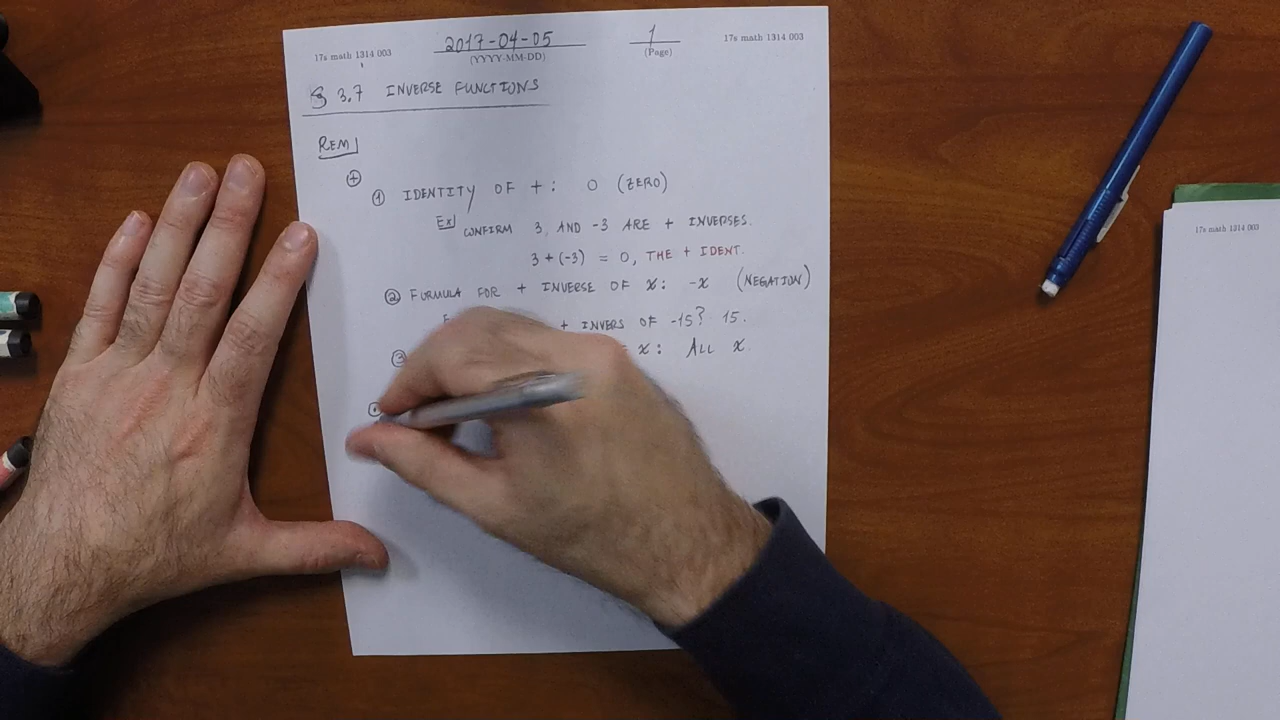 17s math 1314 003 2017-04-05 1 17s math 1314 003
(YYYY-MM-DD) (Page)
§ 3.7 INVERSE FUNCTIONS
REM
+
① IDENTITY OF + : 0 (ZERO)
EX CONFIRM 3 AND -3 ARE + INVERSES.
3 + (-3) = 0, THE + IDENT.
② FORMULA FOR + INVERSE OF x: -x (NEGATION)
+ INVERS OF -15? 15.
③ x: ALL x.
17s math 1314 003